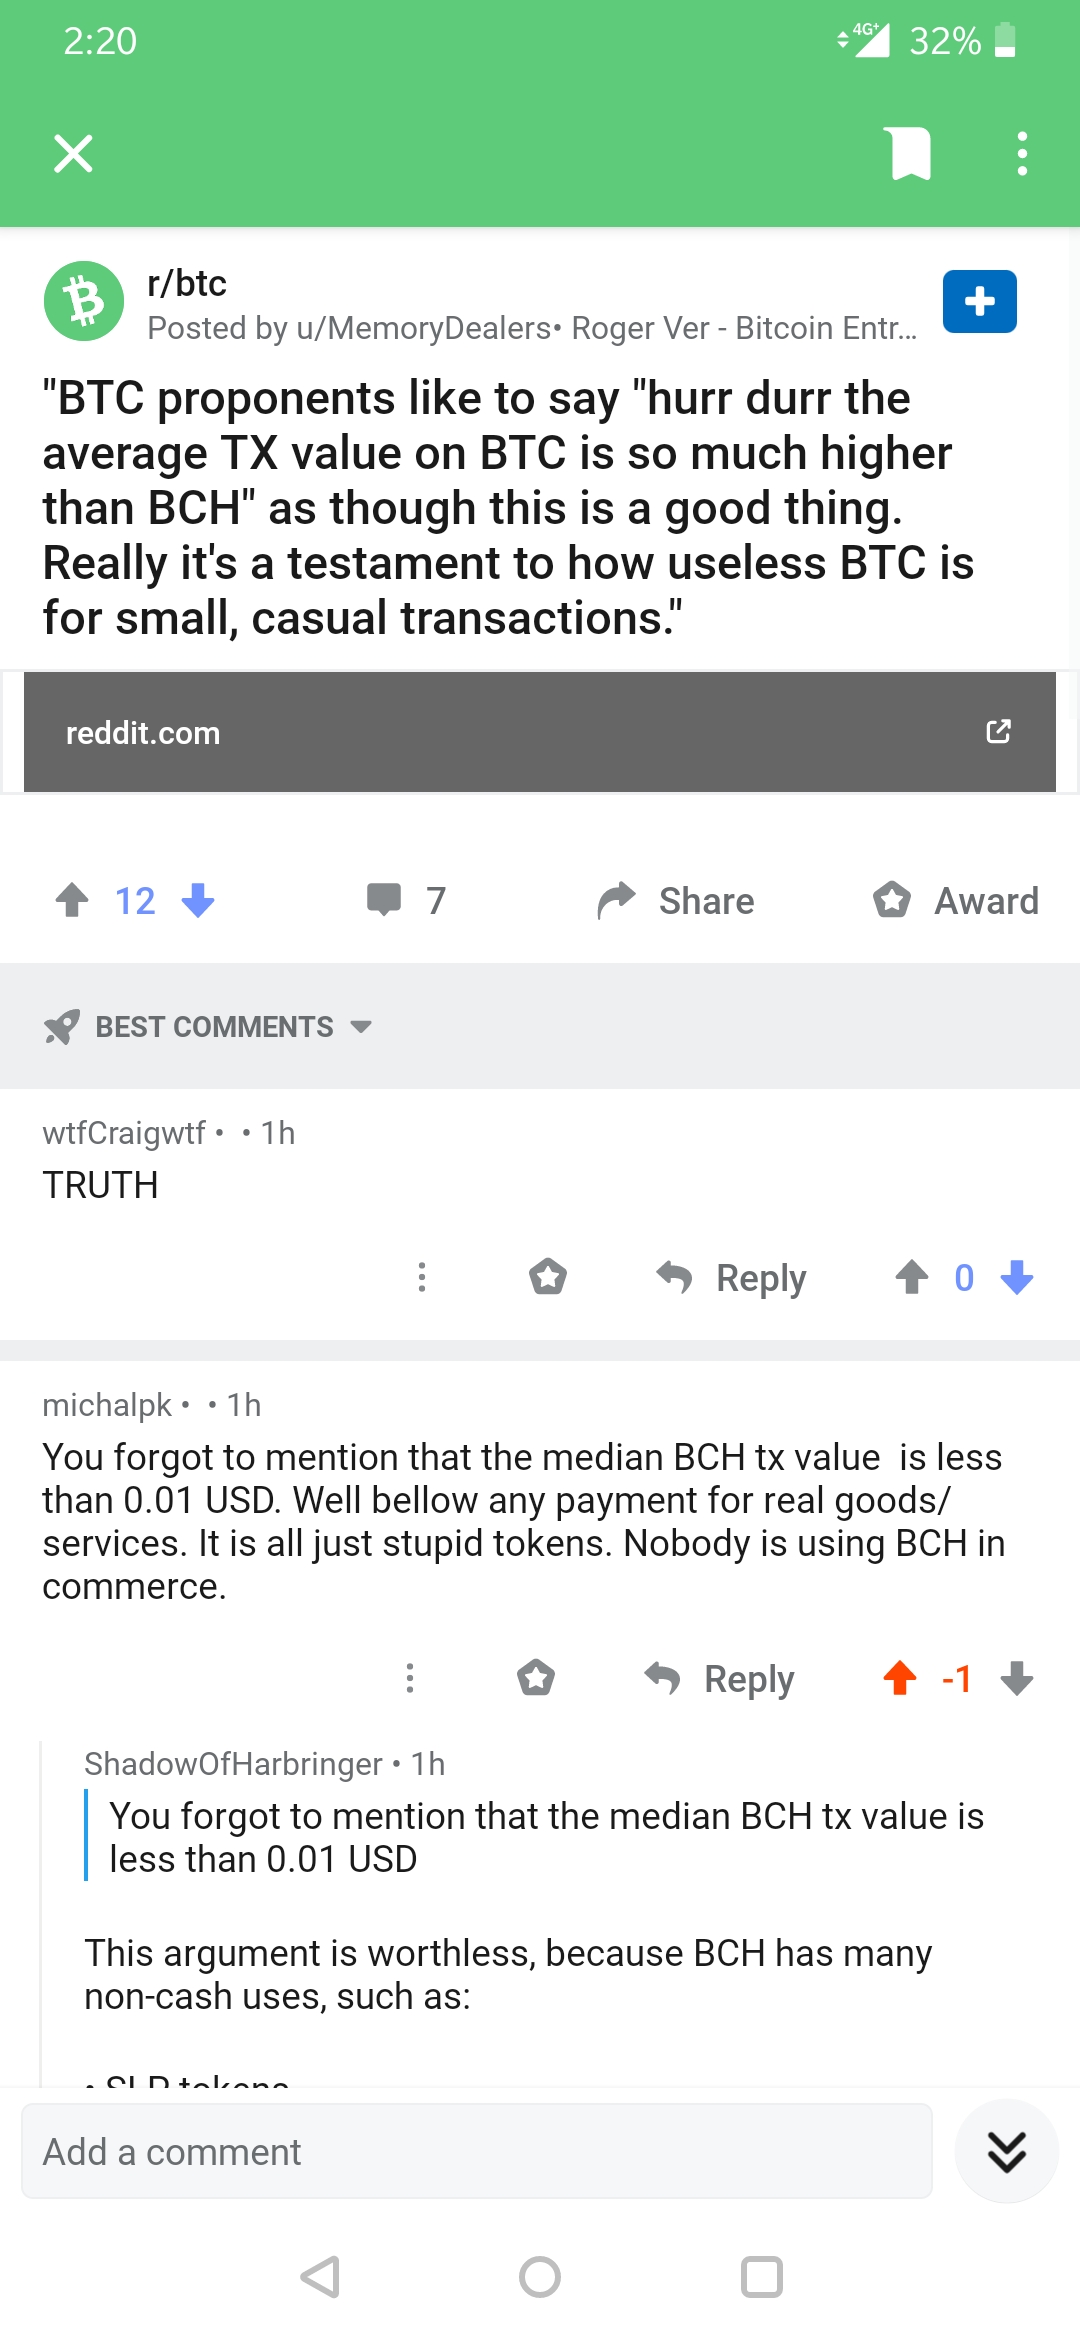 2:20
4G+ 32%
r/btc
Posted by u/MemoryDealers• Roger Ver - Bitcoin Entr...
"BTC proponents like to say "hurr durr the
average TX value on BTC is so much higher
than BCH" as though this is a good thing.
Really it's a testament to how useless BTC is
for small, casual transactions."
reddit.com
12 7 Share Award
BEST COMMENTS
wtfCraigwtf • • 1h
TRUTH
Reply 0
michalpk • • 1h
You forgot to mention that the median BCH tx value  is less
than 0.01 USD. Well bellow any payment for real goods/
services. It is all just stupid tokens. Nobody is using BCH in
commerce.
Reply -1
ShadowOfHarbringer • 1h
You forgot to mention that the median BCH tx value is
less than 0.01 USD
This argument is worthless, because BCH has many
non-cash uses, such as:
• SLP tokens
Add a comment